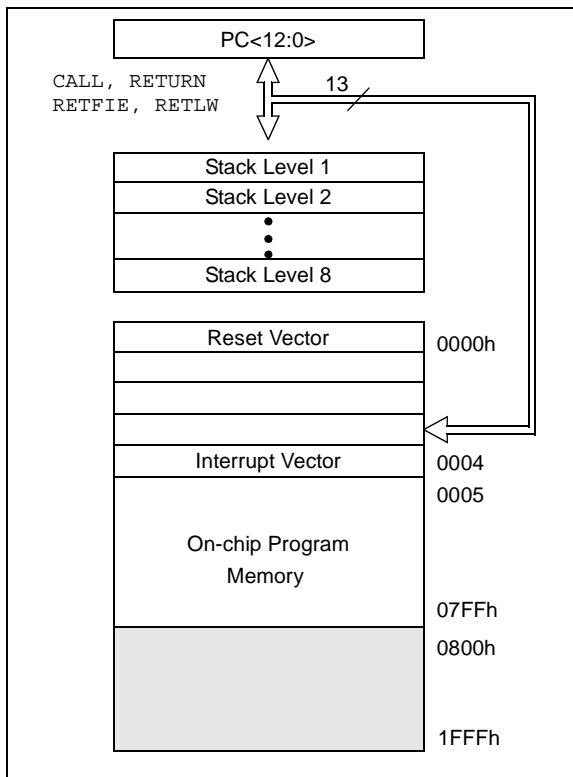 PC<12:0>
CALL, RETURN
RETFIE, RETLW
13
Stack Level 1
Stack Level 2
Stack Level 8
Reset Vector
0000h
Interrupt Vector
0004
0005
On-chip Program
Memory
07FFh
0800h
1FFFh